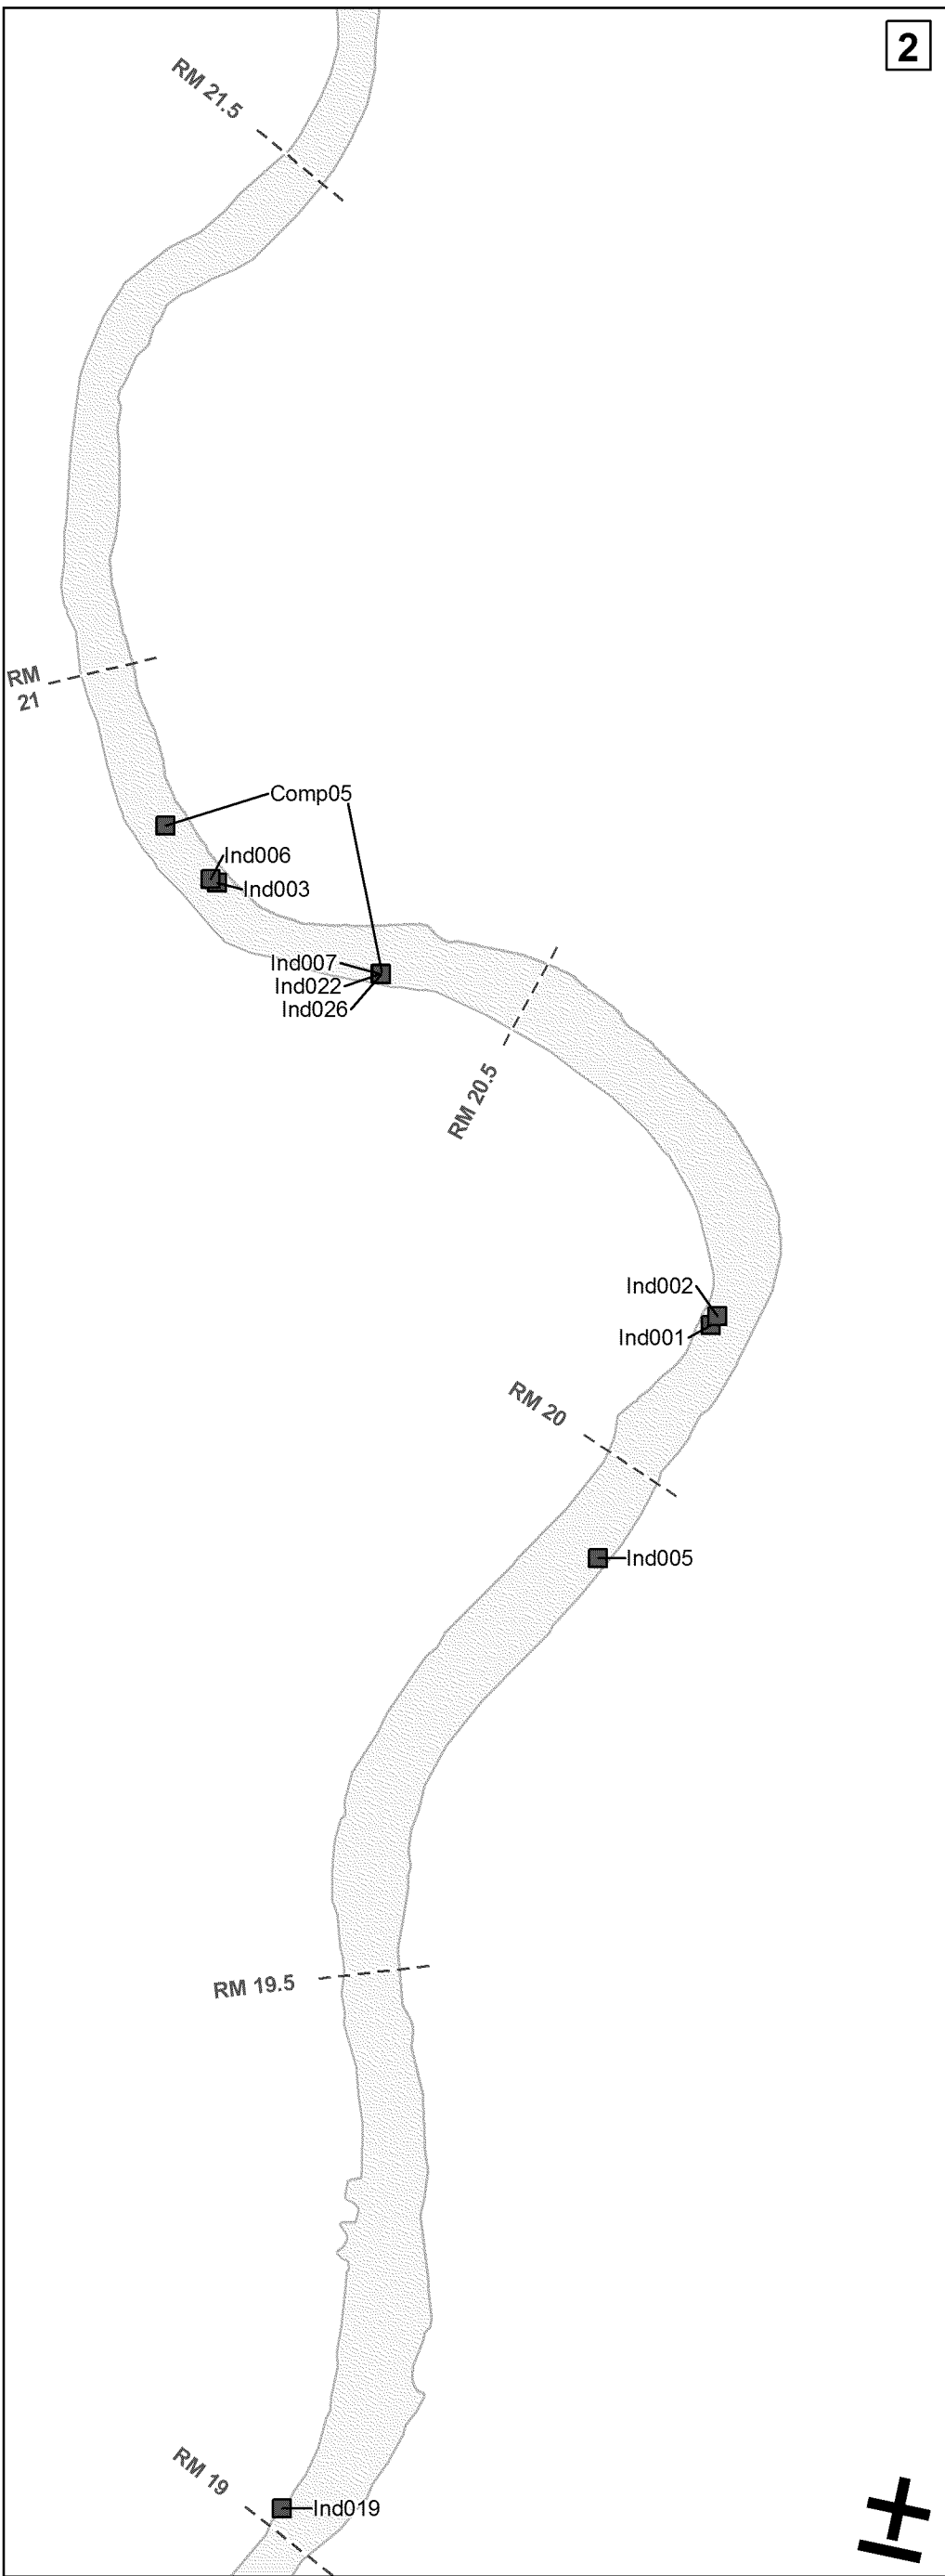 2
RM 21.5
RM
21
Comp05
Ind006
Ind003
Ind007
Ind022
Ind026
RM 20.5
Ind002
Ind001
RM 20
Ind005
RM 19.5
RM 19
Ind019